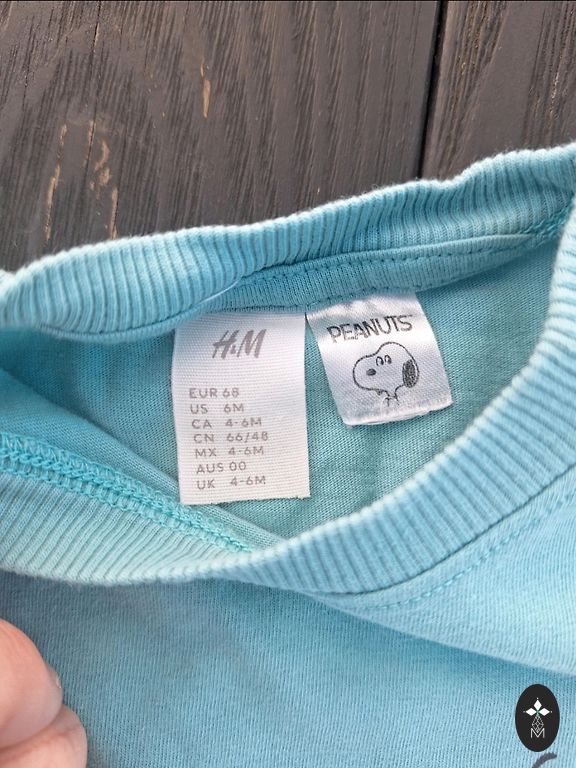 H&M
EUR 68
US 6M
CA 4-6M
CN 66/48
MX 4-6M
AUS 00
UK 4-6M
PEANUTS
M